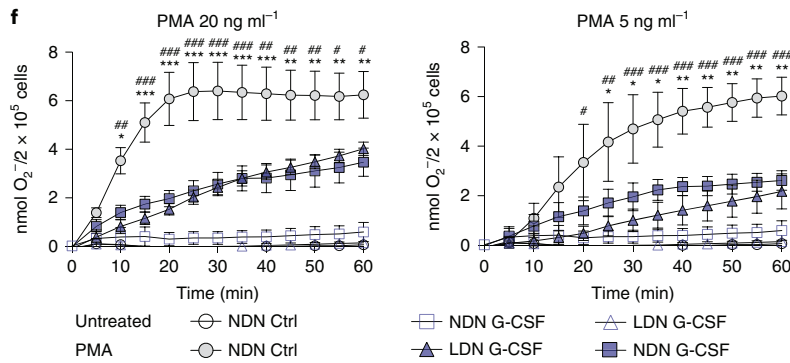 f
PMA 20 ng ml⁻¹
nmol O₂⁻/2 × 10⁵ cells
8
6
4
2
0
## ### ### ### ### ### ## ## ## # #
* *** *** *** *** *** *** ** ** ** **
0 10 20 30 40 50 60
Time (min)
PMA 5 ng ml⁻¹
nmol O₂⁻/2 × 10⁵ cells
8
6
4
2
0
# ## ### ### ### ### ### ### ###
* * * ** ** ** ** **
0 10 20 30 40 50 60
Time (min)
Untreated NDN Ctrl NDN G-CSF LDN G-CSF
PMA NDN Ctrl LDN G-CSF NDN G-CSF